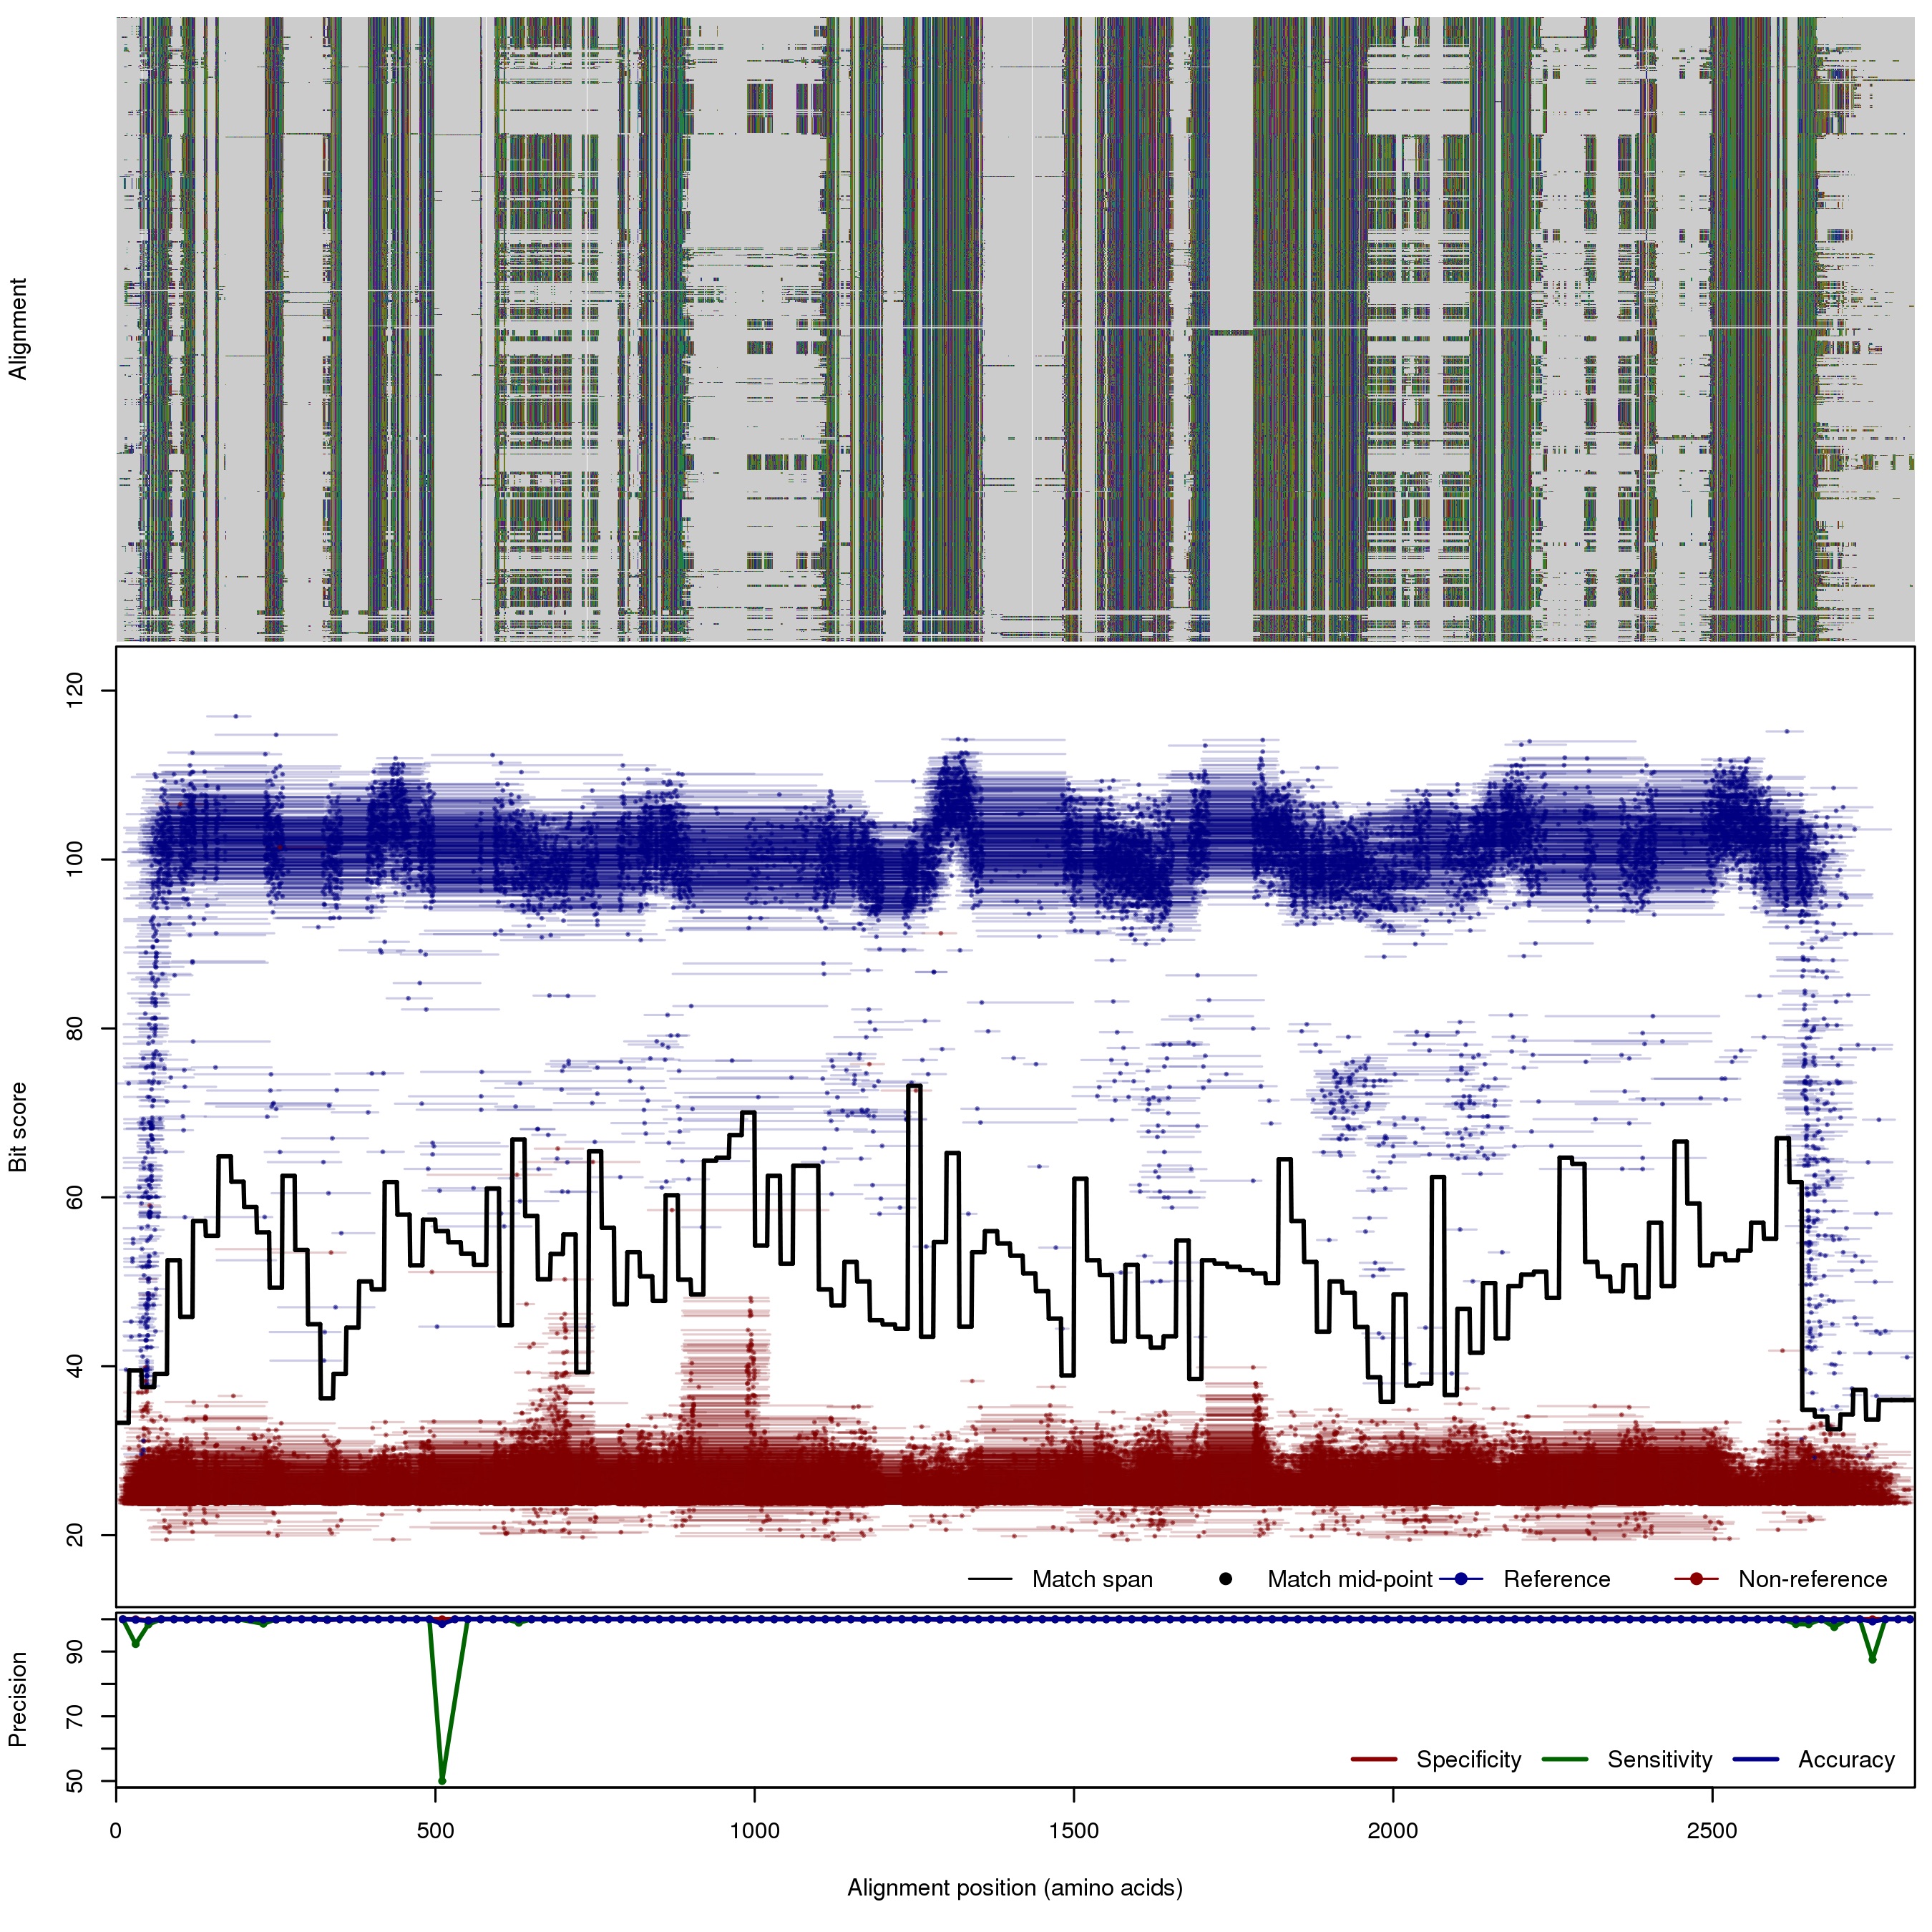 Alignment
Bit score
120
100
80
60
40
20
Match span Match mid-point Reference Non-reference
Precision
90
70
50
Specificity Sensitivity Accuracy
0 500 1000 1500 2000 2500
Alignment position (amino acids)